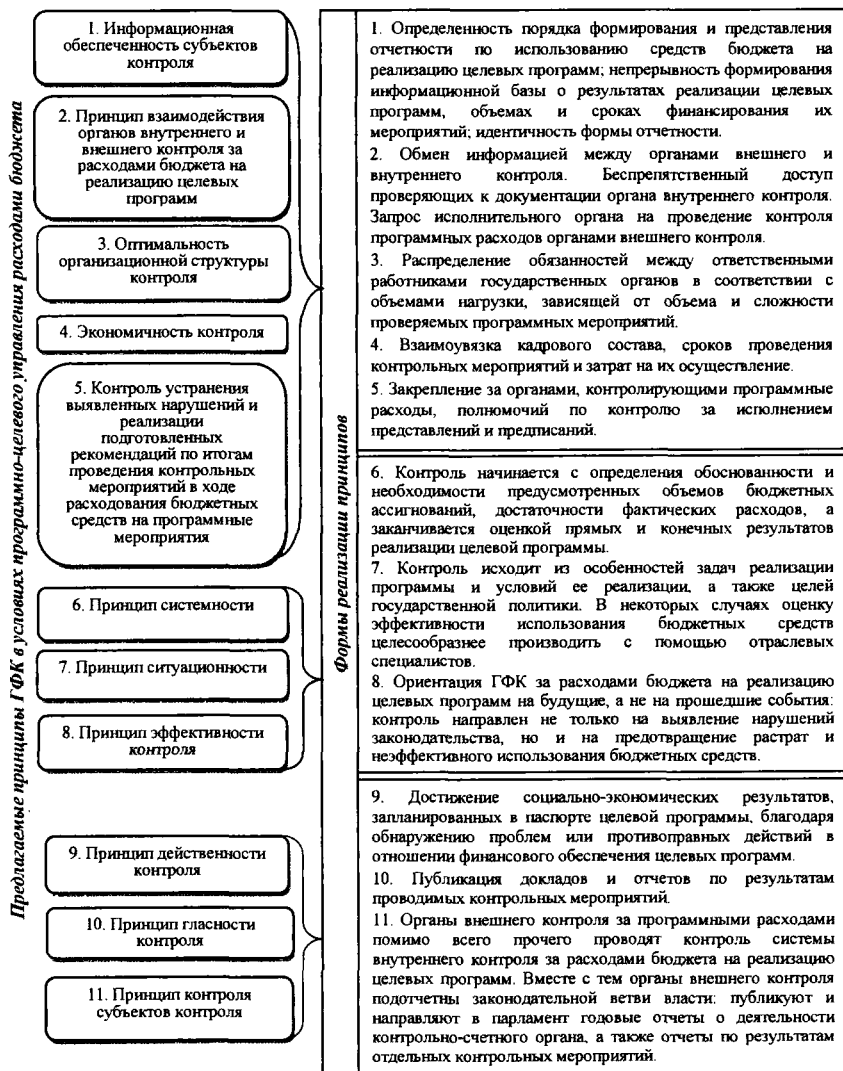 Предлагаемые принципы ГФК в условиях программно-целевого управления расходами бюджета
1. Информационная
обеспеченность субъектов
контроля
2. Принцип взаимодействия
органов внутреннего и
внешнего контроля за
расходами бюджета на
реализацию целевых
программ
3. Оптимальность
организационной структуры
контроля
4. Экономичность контроля
5. Контроль устранения
выявленных нарушений и
реализации
подготовленных
рекомендаций по итогам
проведения контрольных
мероприятий в ходе
расходования бюджетных
средств на программные
мероприятия
6. Принцип системности
7. Принцип ситуационности
8. Принцип эффективности
контроля
9. Принцип действенности
контроля
10. Принцип гласности
контроля
11. Принцип контроля
субъектов контроля
Формы реализации принципов
1. Определенность порядка формирования и представления
отчетности по использованию средств бюджета на
реализацию целевых программ; непрерывность формирования
информационной базы о результатах реализации целевых
программ, объемах и сроках финансирования их
мероприятий; идентичность формы отчетности.
2. Обмен информацией между органами внешнего и
внутреннего контроля. Беспрепятственный доступ
проверяющих к документации органа внутреннего контроля.
Запрос исполнительного органа на проведение контроля
программных расходов органами внешнего контроля.
3. Распределение обязанностей между ответственными
работниками государственных органов в соответствии с
объемами нагрузки, зависящей от объема и сложности
проверяемых программных мероприятий.
4. Взаимоувязка кадрового состава, сроков проведения
контрольных мероприятий и затрат на их осуществление.
5. Закрепление за органами, контролирующими программные
расходы, полномочий по контролю за исполнением
представлений и предписаний.
6. Контроль начинается с определения обоснованности и
необходимости предусмотренных объемов бюджетных
ассигнований, достаточности фактических расходов, а
заканчивается оценкой прямых и конечных результатов
реализации целевой программы.
7. Контроль исходит из особенностей задач реализации
программы и условий ее реализации, а также целей
государственной политики. В некоторых случаях оценку
эффективности использования бюджетных средств
целесообразнее производить с помощью отраслевых
специалистов.
8. Ориентация ГФК за расходами бюджета на реализацию
целевых программ на будущие, а не на прошедшие события:
контроль направлен не только на выявление нарушений
законодательства, но и на предотвращение растрат и
неэффективного использования бюджетных средств.
9. Достижение социально-экономических результатов,
запланированных в паспорте целевой программы, благодаря
обнаружению проблем или противоправных действий в
отношении финансового обеспечения целевых программ.
10. Публикация докладов и отчетов по результатам
проводимых контрольных мероприятий.
11. Органы внешнего контроля за программными расходами
помимо всего прочего проводят контроль системы
внутреннего контроля за расходами бюджета на реализацию
целевых программ. Вместе с тем органы внешнего контроля
подотчетны законодательной ветви власти: публикуют и
направляют в парламент годовые отчеты о деятельности
контрольно-счетного органа, а также отчеты по результатам
отдельных контрольных мероприятий.